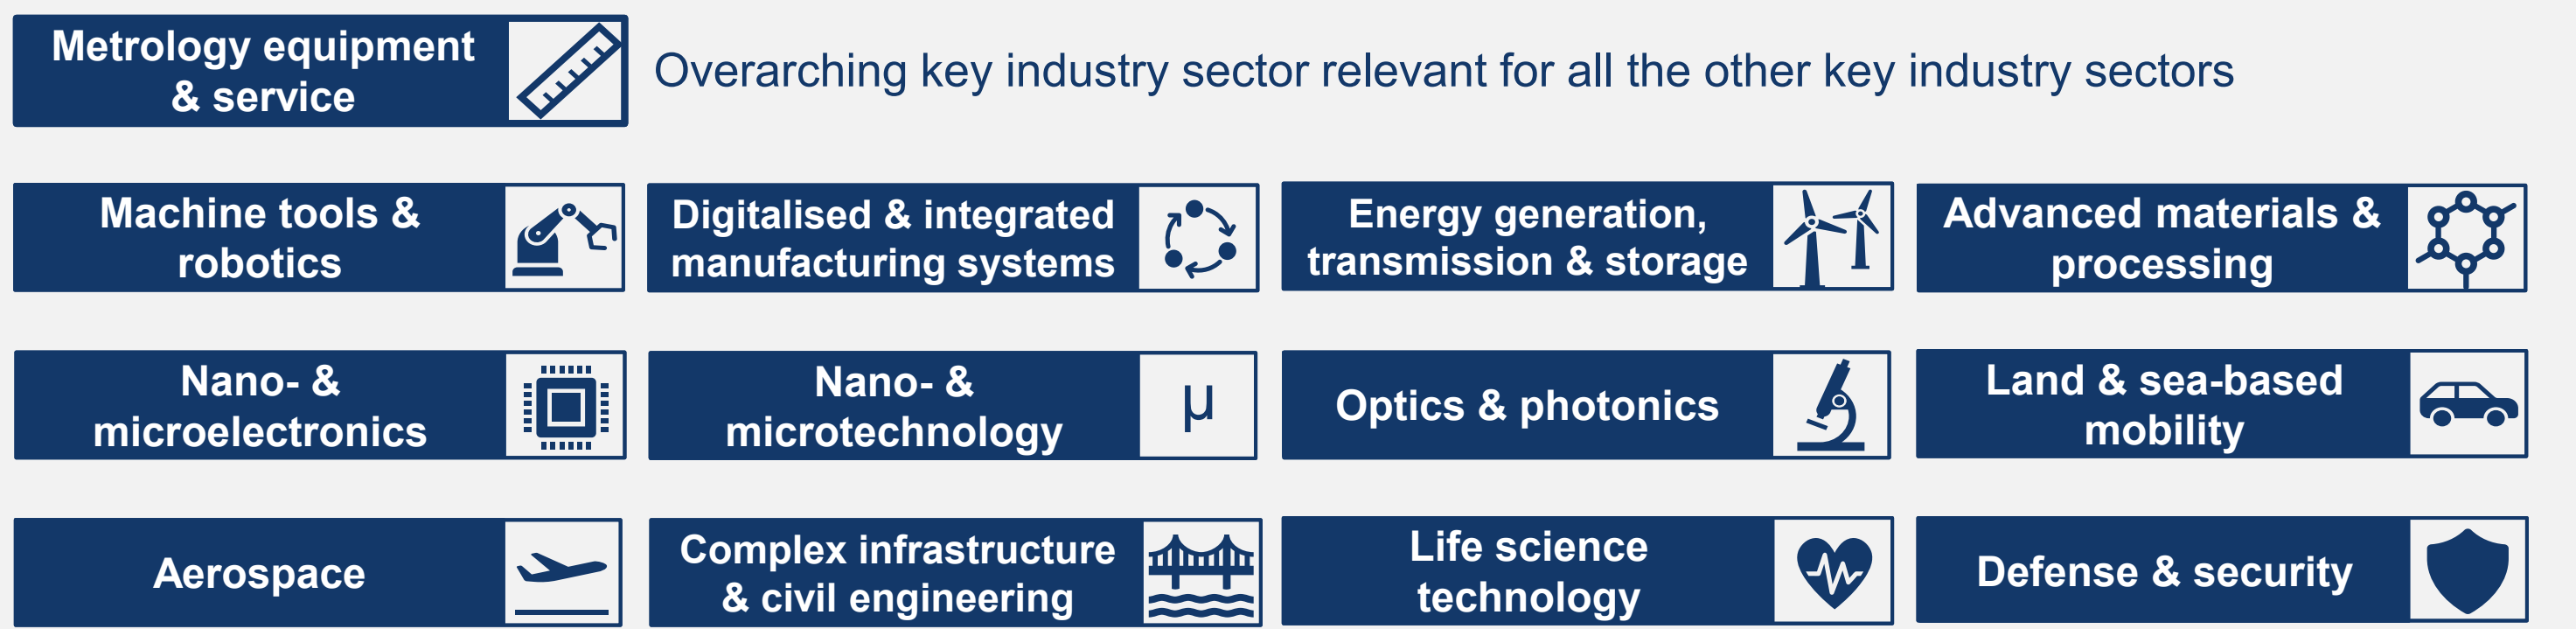 Metrology equipment
& service
Overarching key industry sector relevant for all the other key industry sectors
Machine tools &
robotics
Digitalised & integrated
manufacturing systems
Energy generation,
transmission & storage
Advanced materials &
processing
Nano- &
microelectronics
Nano- &
microtechnology
µ
Optics & photonics
Land & sea-based
mobility
Aerospace
Complex infrastructure
& civil engineering
Life science
technology
Defense & security